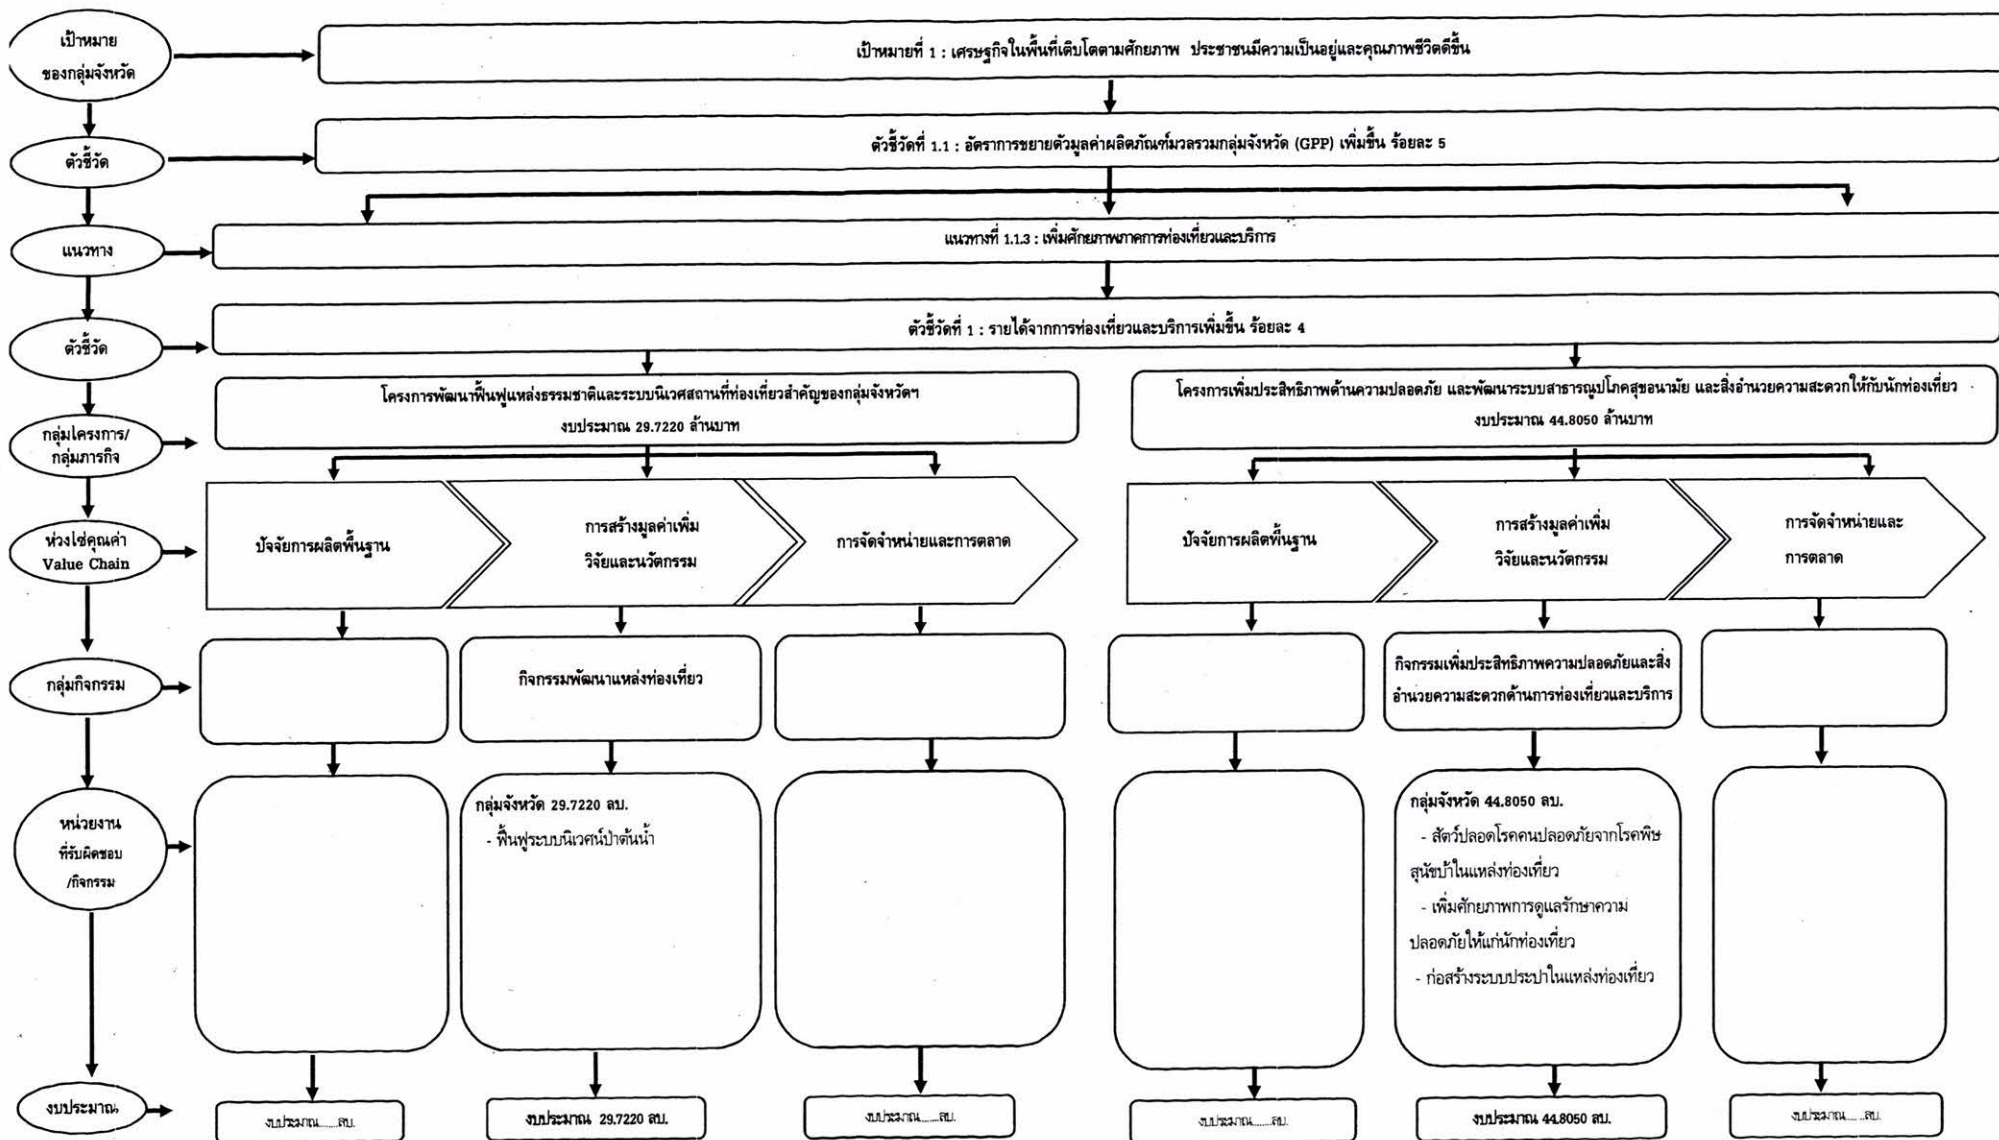 เป้าหมาย
ของกลุ่มจังหวัด
เป้าหมายที่ 1 : เศรษฐกิจในพื้นที่เติบโตตามศักยภาพ ประชาชนมีความเป็นอยู่และคุณภาพชีวิตดีขึ้น
ตัวชี้วัด
ตัวชี้วัดที่ 1.1 : อัตราการขยายตัวมูลค่าผลิตภัณฑ์มวลรวมกลุ่มจังหวัด (GPP) เพิ่มขึ้น ร้อยละ 5
แนวทาง
แนวทางที่ 1.1.3 : เพิ่มศักยภาพภาคการท่องเที่ยวและบริการ
ตัวชี้วัด
ตัวชี้วัดที่ 1 : รายได้จากการท่องเที่ยวและบริการเพิ่มขึ้น ร้อยละ 4
กลุ่มโครงการ/
กลุ่มภารกิจ
โครงการพัฒนาฟื้นฟูแหล่งธรรมชาติและระบบนิเวศสถานที่ท่องเที่ยวสำคัญของกลุ่มจังหวัดฯ
งบประมาณ 29.7220 ล้านบาท
โครงการเพิ่มประสิทธิภาพด้านความปลอดภัย และพัฒนาระบบสาธารณูปโภคสุขอนามัย และสิ่งอำนวยความสะดวกให้กับนักท่องเที่ยว
งบประมาณ 44.8050 ล้านบาท
ห่วงโซ่คุณค่า
Value Chain
ปัจจัยการผลิตพื้นฐาน
การสร้างมูลค่าเพิ่ม
วิจัยและนวัตกรรม
การจัดจำหน่ายและการตลาด
ปัจจัยการผลิตพื้นฐาน
การสร้างมูลค่าเพิ่ม
วิจัยและนวัตกรรม
การจัดจำหน่ายและ
การตลาด
กลุ่มกิจกรรม
กิจกรรมพัฒนาแหล่งท่องเที่ยว
กิจกรรมเพิ่มประสิทธิภาพความปลอดภัยและสิ่ง
อำนวยความสะดวกด้านการท่องเที่ยวและบริการ
หน่วยงาน
ที่รับผิดชอบ
/กิจกรรม
กลุ่มจังหวัด 29.7220 ลบ.
- ฟื้นฟูระบบนิเวศน์ป่าต้นน้ำ
กลุ่มจังหวัด 44.8050 ลบ.
- สัตว์ปลอดโรคคนปลอดภัยจากโรคพิษ
สุนัขบ้าในแหล่งท่องเที่ยว
- เพิ่มศักยภาพการดูแลรักษาความ
ปลอดภัยให้แก่นักท่องเที่ยว
- ก่อสร้างระบบประปาในแหล่งท่องเที่ยว
งบประมาณ
งบประมาณ.......ลบ.
งบประมาณ 29.7220 ลบ.
งบประมาณ.......ลบ.
งบประมาณ.......ลบ.
งบประมาณ 44.8050 ลบ.
งบประมาณ.......ลบ.